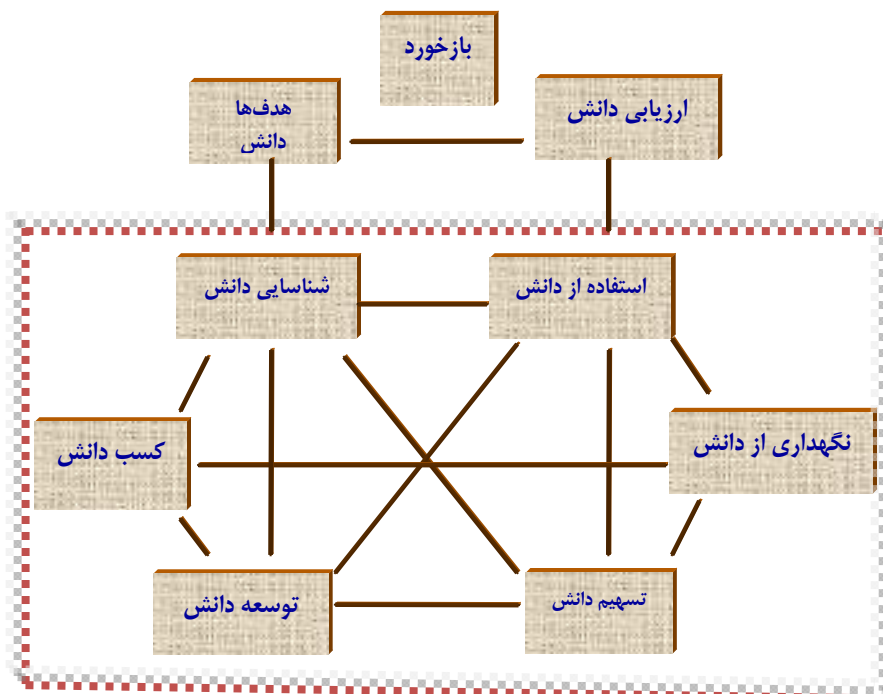 بازخورد
هدف‌ها
دانش
ارزیابی دانش
شناسایی دانش
استفاده از دانش
کسب دانش
نگهداری از دانش
توسعه دانش
تسهیم دانش